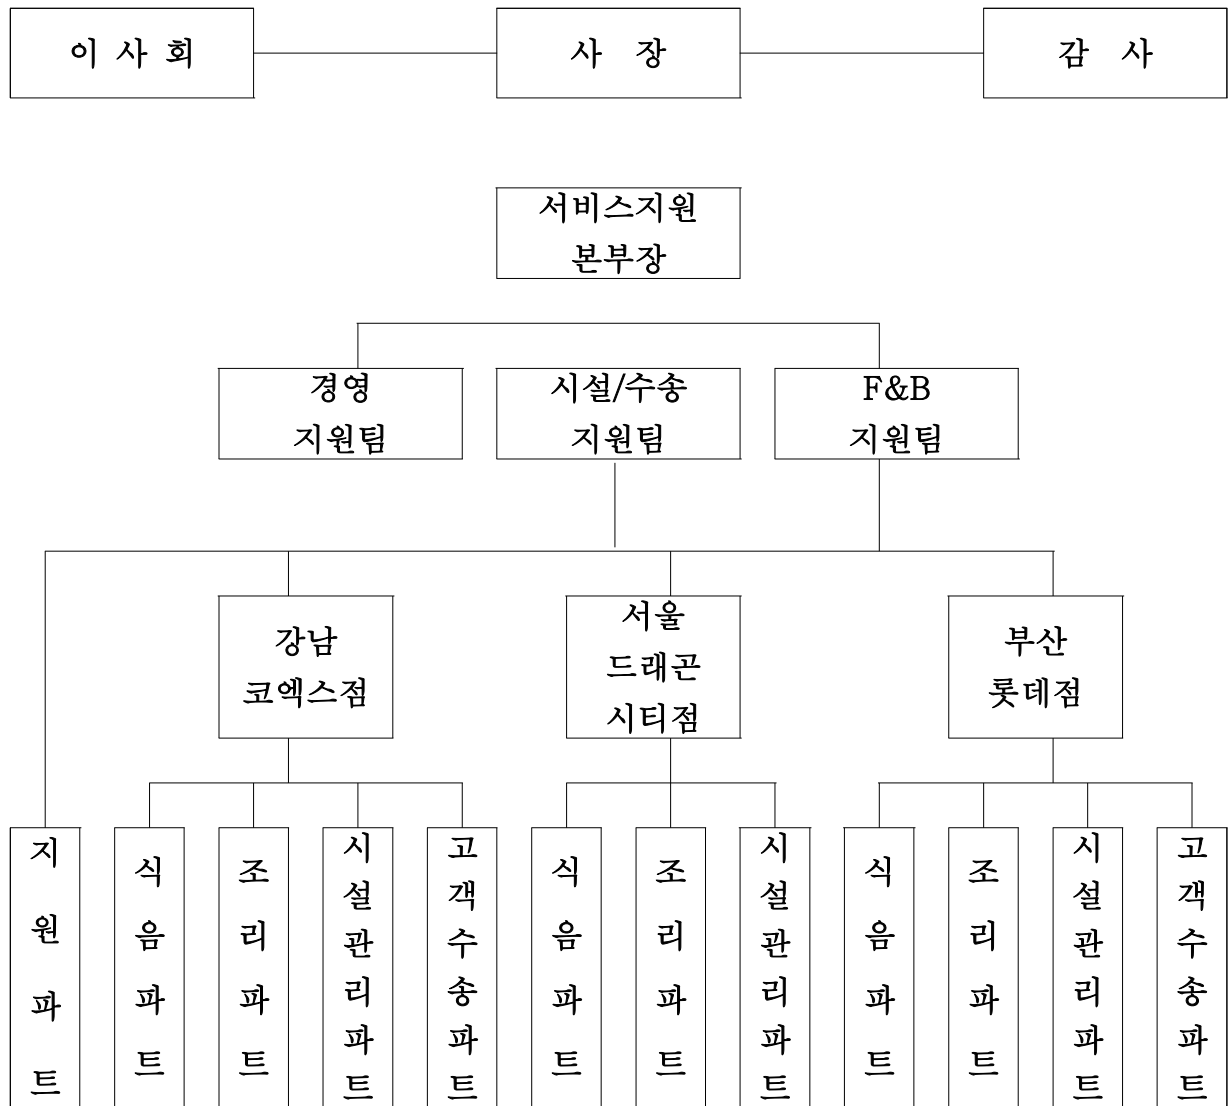 이 사 회
사 장
감 사
서비스지원
본부장
경영
지원팀
시설/수송
지원팀
F&B
지원팀
강남
코엑스점
서울
드래곤
시티점
부산
롯데점
지원파트
식음파트
조리파트
시설관리파트
고객수송파트
식음파트
조리파트
시설관리파트
식음파트
조리파트
시설관리파트
고객수송파트